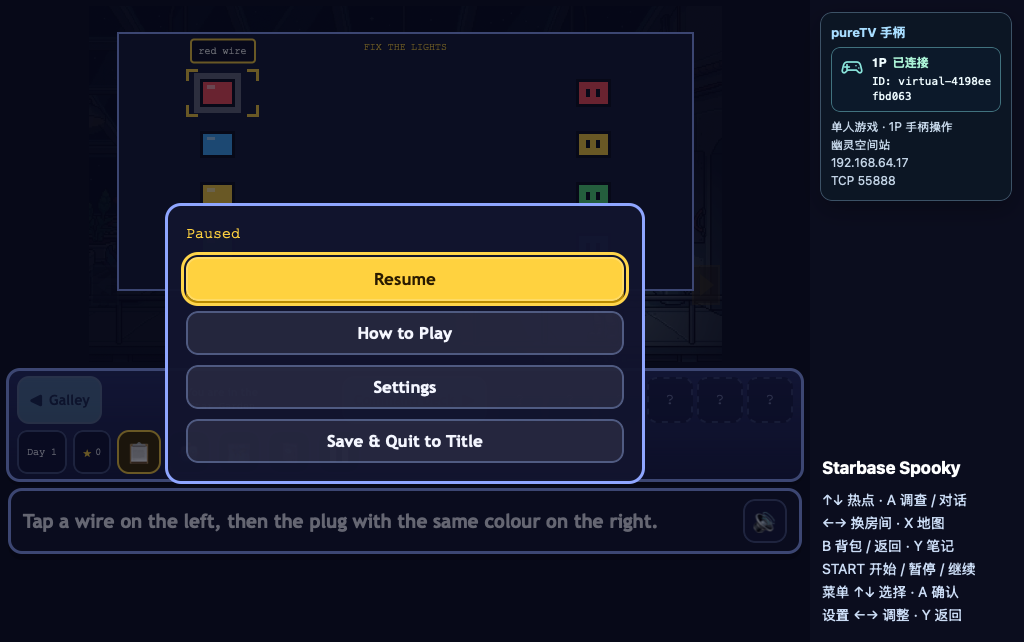 red wire
FIX THE LIGHTS
Paused
Resume
How to Play
Settings
Save & Quit to Title
◀ Galley
? ? ?
Day 1
★ 0
Tap a wire on the left, then the plug with the same colour on the right.
pureTV 手柄
1P 已连接
ID: virtual-4198ee
fbd063
单人游戏 · 1P 手柄操作
幽灵空间站
192.168.64.17
TCP 55888
Starbase Spooky
↑↓ 热点 · A 调查 / 对话
←→ 换房间 · X 地图
B 背包 / 返回 · Y 笔记
START 开始 / 暂停 / 继续
菜单 ↑↓ 选择 · A 确认
设置 ←→ 调整 · Y 返回